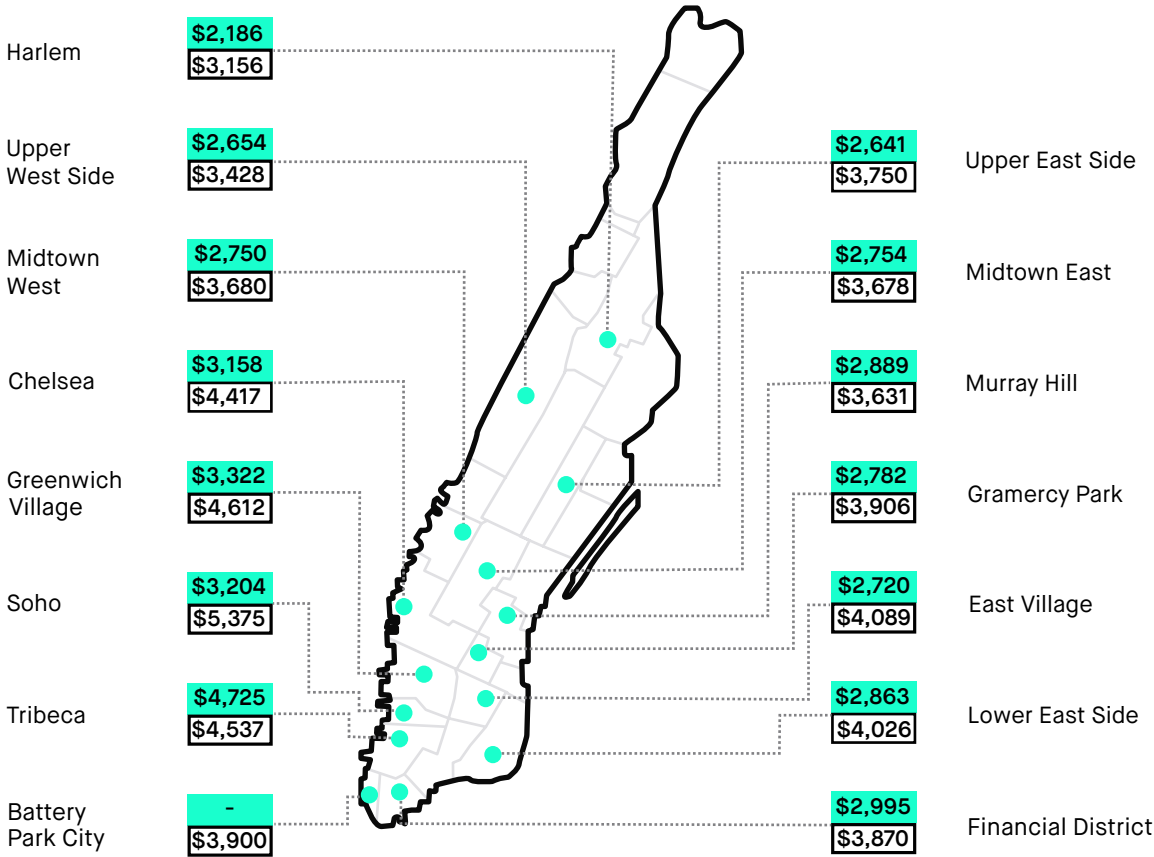 Harlem
$2,186
$3,156
Upper
West Side
$2,654
$3,428
Midtown
West
$2,750
$3,680
Chelsea
$3,158
$4,417
Greenwich
Village
$3,322
$4,612
Soho
$3,204
$5,375
Tribeca
$4,725
$4,537
Battery
Park City
-
$3,900
$2,641
$3,750
Upper East Side
$2,754
$3,678
Midtown East
$2,889
$3,631
Murray Hill
$2,782
$3,906
Gramercy Park
$2,720
$4,089
East Village
$2,863
$4,026
Lower East Side
$2,995
$3,870
Financial District